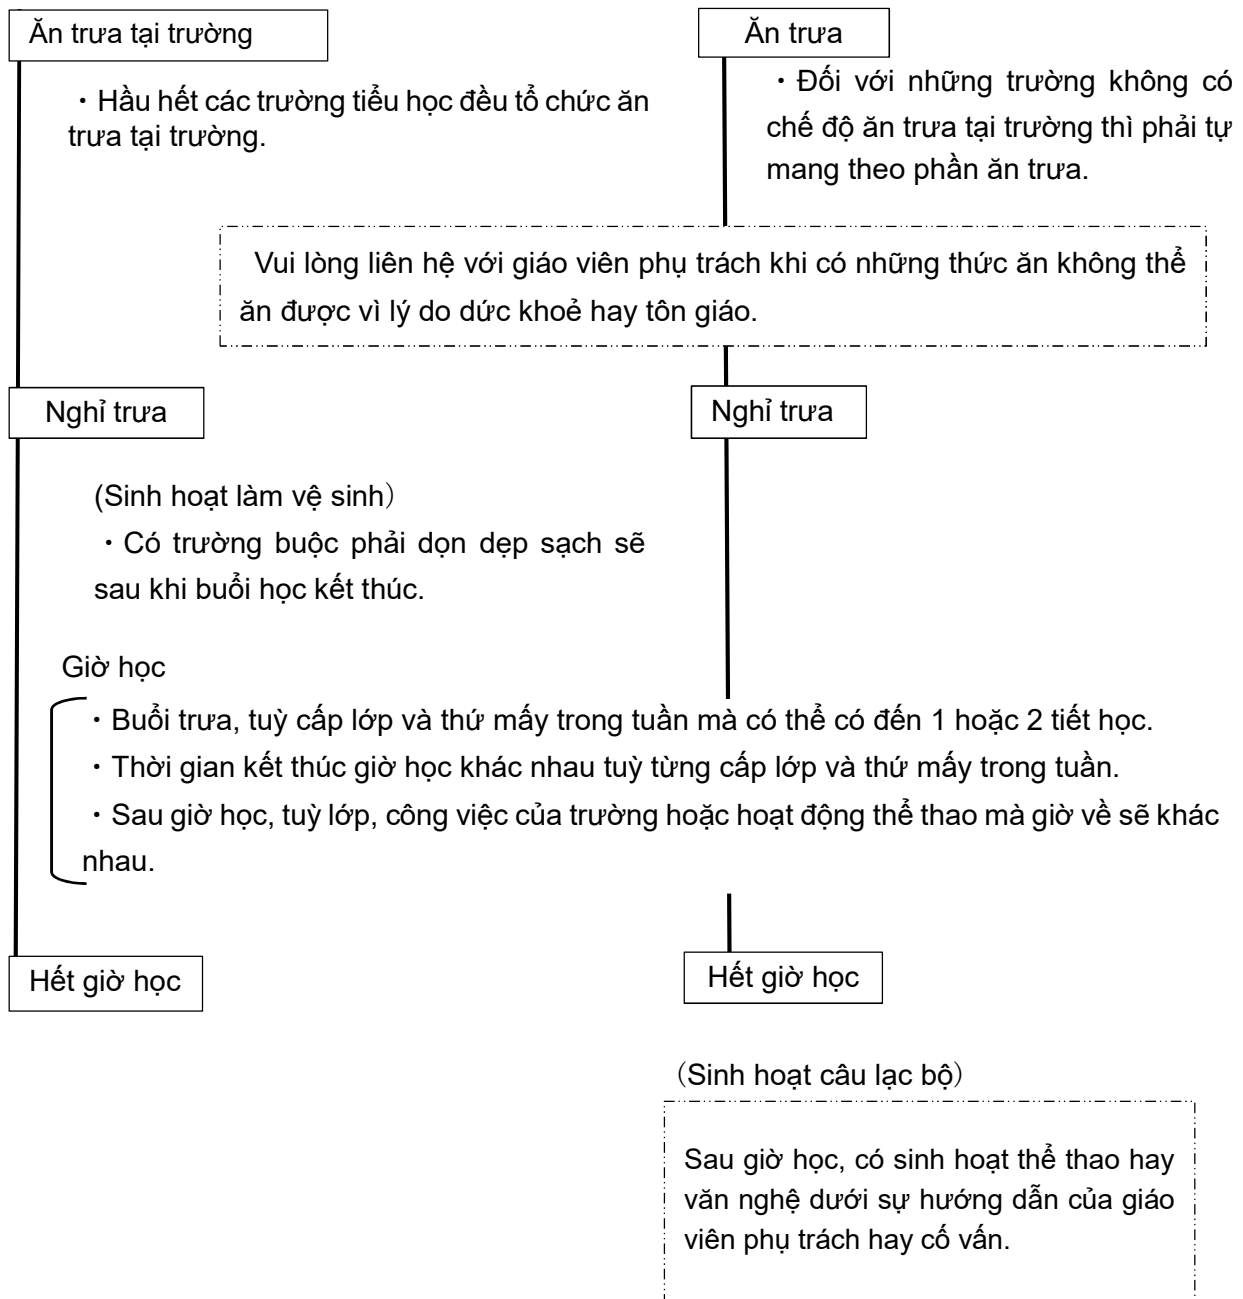 Ăn trưa tại trường
・Hầu hết các trường tiểu học đều tổ chức ăn
trưa tại trường.
Ăn trưa
・Đối với những trường không có
chế độ ăn trưa tại trường thì phải tự
mang theo phần ăn trưa.
Vui lòng liên hệ với giáo viên phụ trách khi có những thức ăn không thể
ăn được vì lý do dức khoẻ hay tôn giáo.
Nghỉ trưa
Nghỉ trưa
(Sinh hoạt làm vệ sinh）
・Có trường buộc phải dọn dẹp sạch sẽ
sau khi buổi học kết thúc.
Giờ học
・Buổi trưa, tuỳ cấp lớp và thứ mấy trong tuần mà có thể có đến 1 hoặc 2 tiết học.
・Thời gian kết thúc giờ học khác nhau tuỳ từng cấp lớp và thứ mấy trong tuần.
・Sau giờ học, tuỳ lớp, công việc của trường hoặc hoạt động thể thao mà giờ về sẽ khác
nhau.
Hết giờ học
Hết giờ học
（Sinh hoạt câu lạc bộ）
Sau giờ học, có sinh hoạt thể thao hay
văn nghệ dưới sự hướng dẫn của giáo
viên phụ trách hay cố vấn.